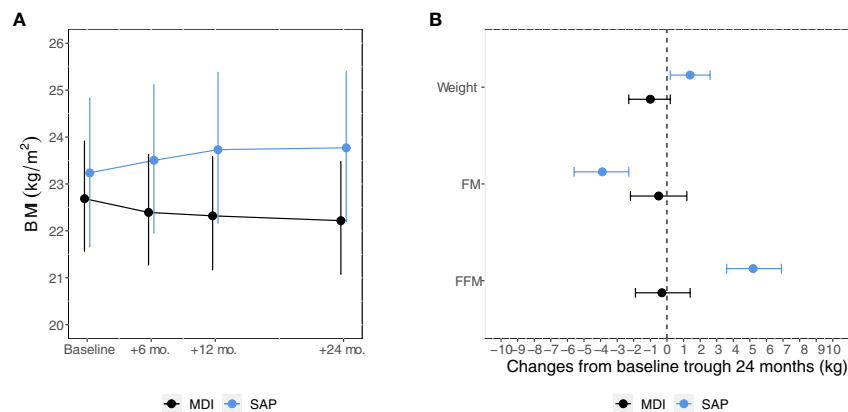 A
B
26
25
24
23
22
21
20
BMI (kg/m²)
Baseline +6 mo. +12 mo. +24 mo.
MDI SAP
Weight
FM
FFM
−10 −9 −8 −7 −6 −5 −4 −3 −2 −1 0 1 2 3 4 5 6 7 8 9 10
Changes from baseline trough 24 months (kg)
MDI SAP